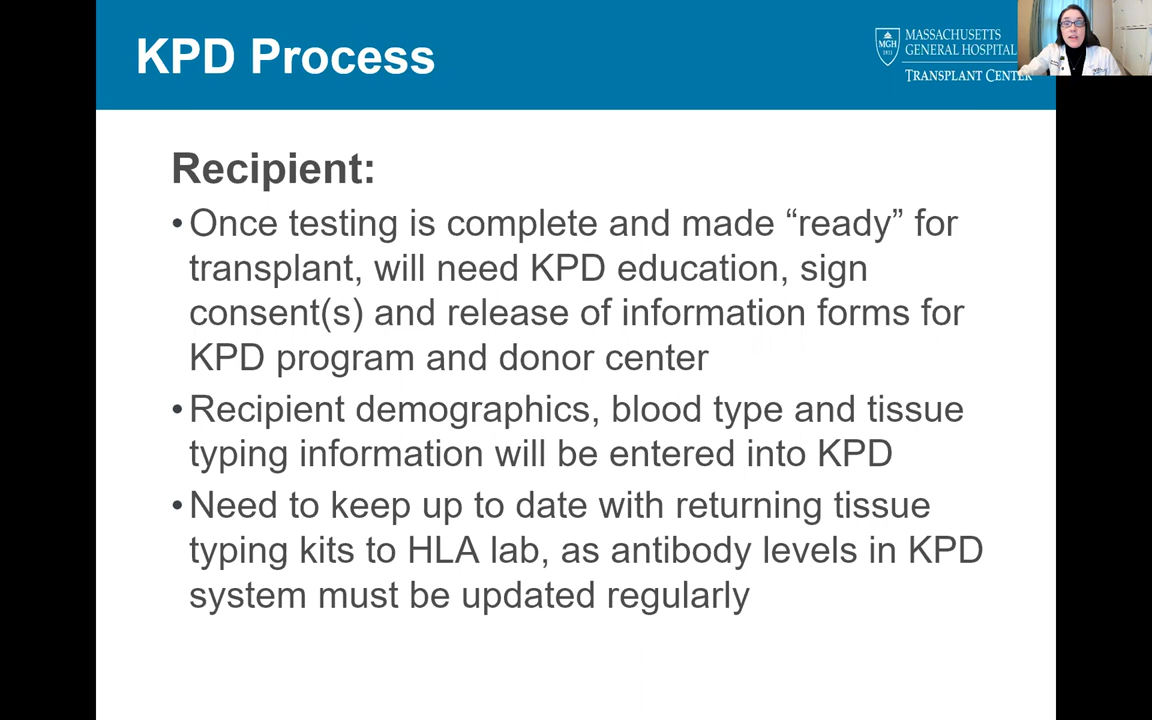 KPD Process
MGH
1811
MASSACHUSETTS
GENERAL HOSPITAL
TRANSPLANT CENTER
Recipient:
•Once testing is complete and made “ready” for
transplant, will need KPD education, sign
consent(s) and release of information forms for
KPD program and donor center
•Recipient demographics, blood type and tissue
typing information will be entered into KPD
•Need to keep up to date with returning tissue
typing kits to HLA lab, as antibody levels in KPD
system must be updated regularly